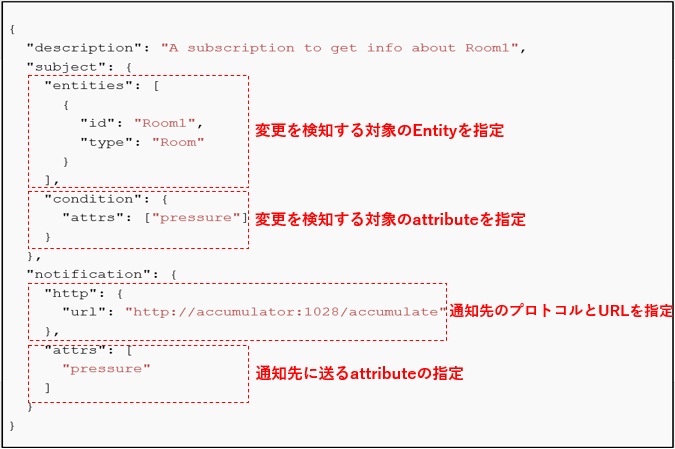 {
"description": "A subscription to get info about Room1",
"subject": {
"entities": [
{
"id": "Room1",
"type": "Room"
}
],
変更を検知する対象のEntityを指定
"condition": {
"attrs": ["pressure"]
}
変更を検知する対象のattributeを指定
},
"notification": {
"http": {
"url": "http://accumulator:1028/accumulate"
},
通知先のプロトコルとURLを指定
"attrs": [
"pressure"
]
通知先に送るattributeの指定
}
}